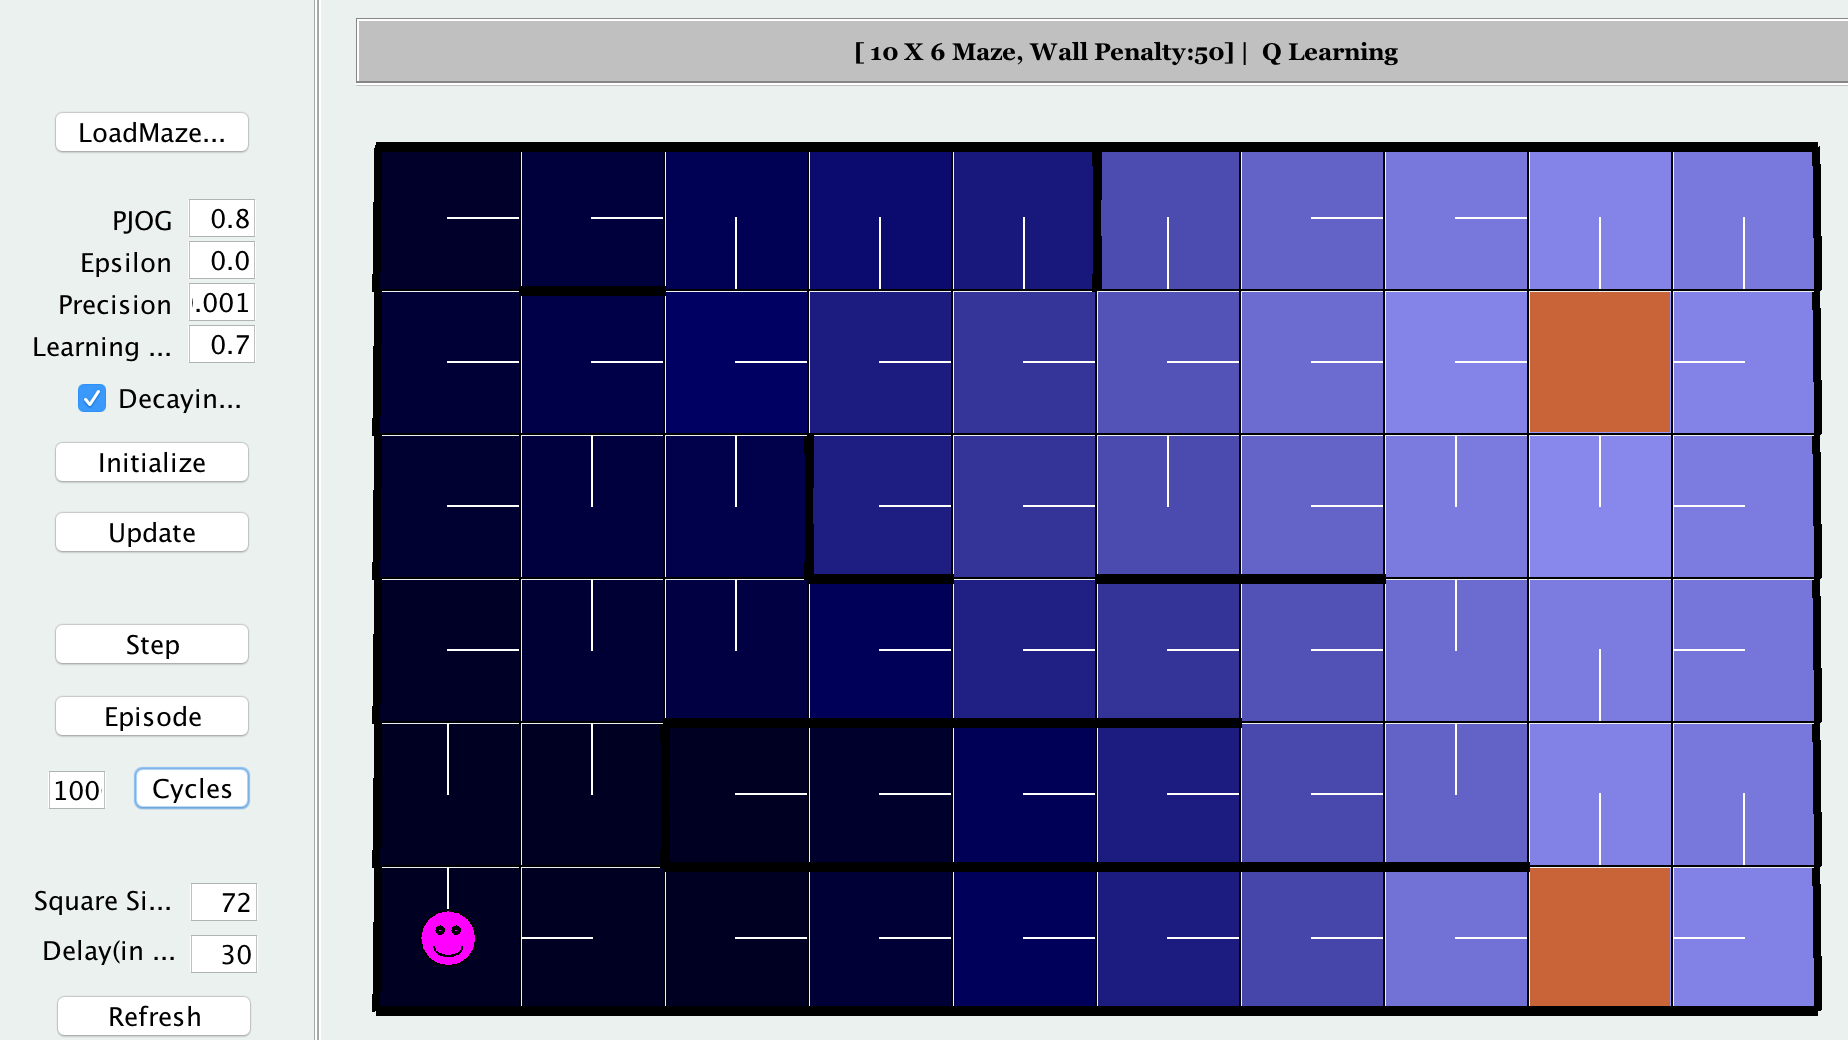 [ 10 X 6 Maze, Wall Penalty:50] | Q Learning
LoadMaze...
PJOG 0.8
Epsilon 0.0
Precision .001
Learning ... 0.7
Decayin...
Initialize
Update
Step
Episode
100 Cycles
Square Si... 72
Delay(in ... 30
Refresh